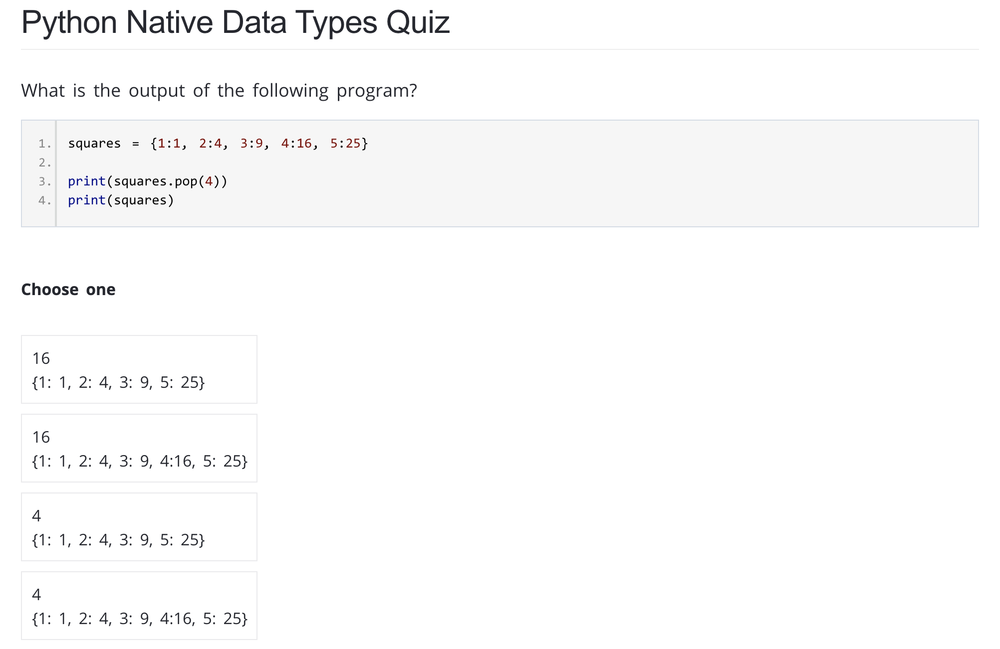 Python Native Data Types Quiz
What is the output of the following program?
1. squares = {1:1, 2:4, 3:9, 4:16, 5:25}
2.
3. print(squares.pop(4))
4. print(squares)
Choose one
16
{1: 1, 2: 4, 3: 9, 5: 25}
16
{1: 1, 2: 4, 3: 9, 4:16, 5: 25}
4
{1: 1, 2: 4, 3: 9, 5: 25}
4
{1: 1, 2: 4, 3: 9, 4:16, 5: 25}